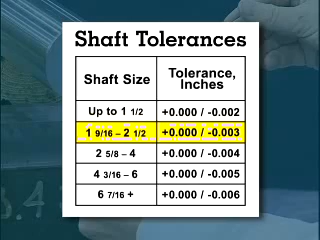 Shaft Tolerances
Shaft Size Tolerance, Inches
Up to 1 1/2 +0.000 / -0.002
1 9/16 – 2 1/2 +0.000 / -0.003
2 5/8 – 4 +0.000 / -0.004
4 3/16 – 6 +0.000 / -0.005
6 7/16 + +0.000 / -0.006